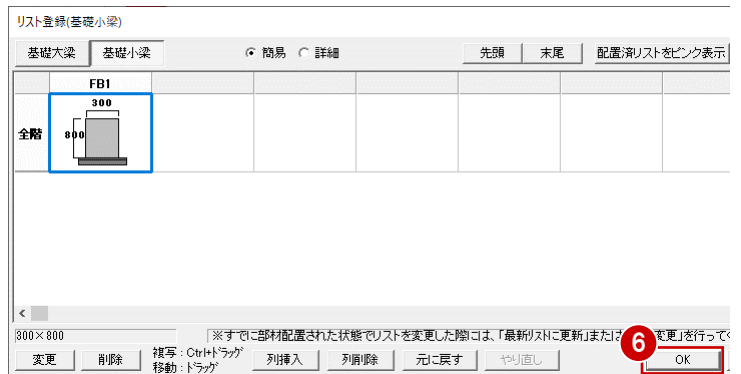 リスト登録(基礎小梁)
基礎大梁 基礎小梁 簡易 詳細 先頭 末尾 配置済リストをピンク表示
FB1
300
全階 800
300×800 ※すでに部材配置された状態でリストを変更した際には、「最新リストに更新」または 変更」を行ってく
6
変更 削除 複写:Ctrl+ドラッグ 列挿入 列削除 元に戻す やり直し OK
移動:ドラッグ